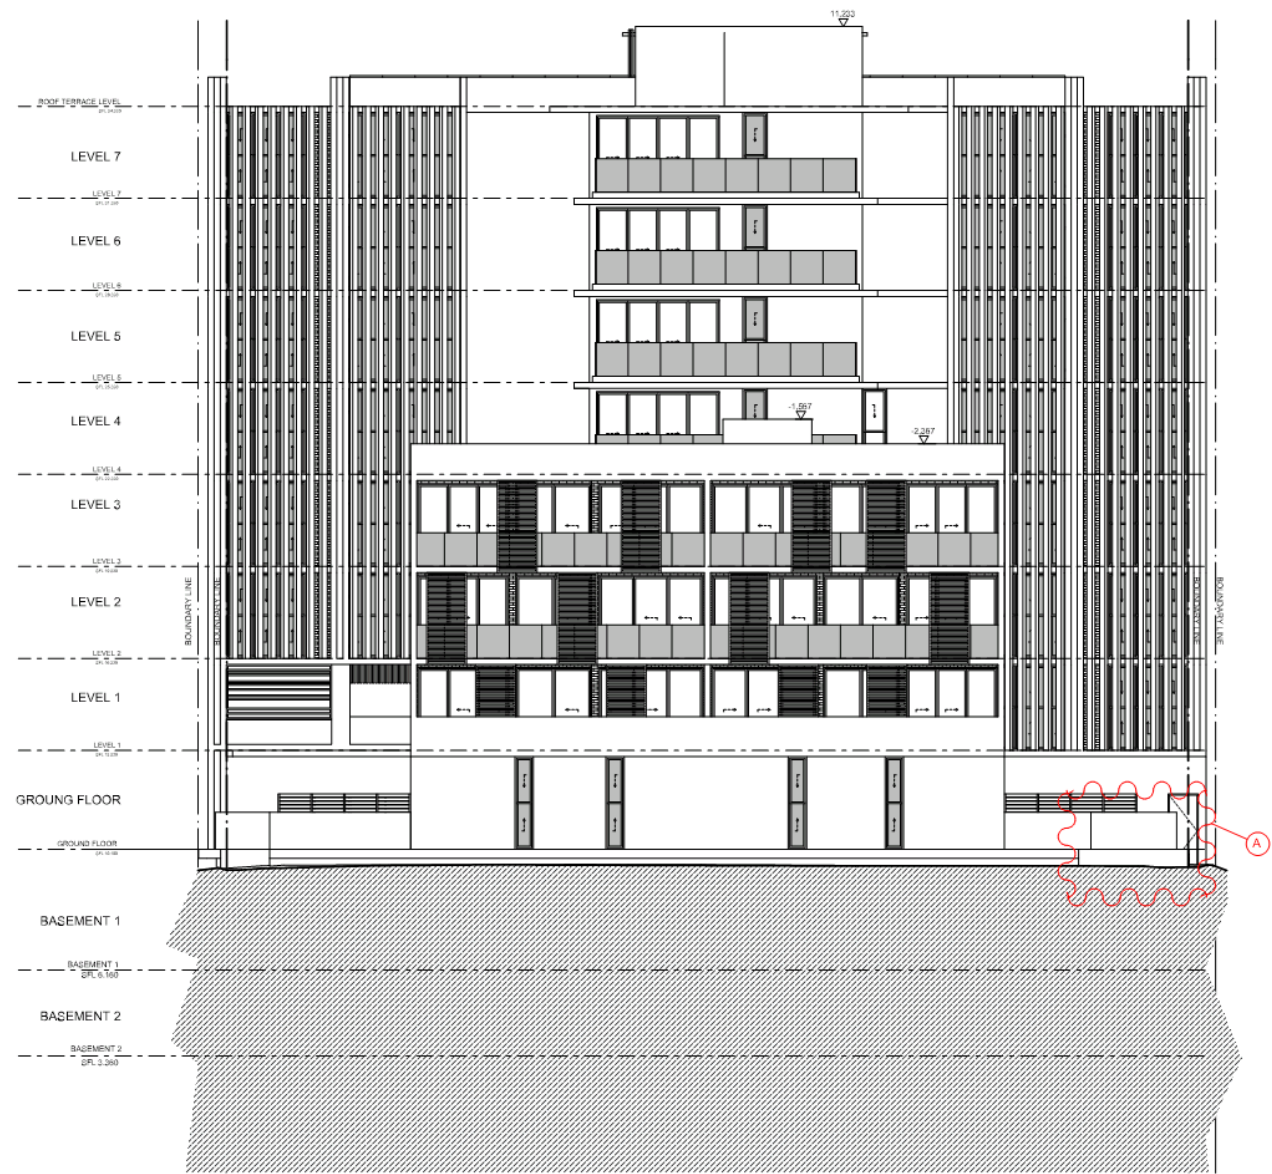 11,233
ROOF TERRACE LEVEL
LEVEL 7
LEVEL 7
LEVEL 6
LEVEL 6
LEVEL 5
LEVEL 5
LEVEL 4
-1,567
-2,267
LEVEL 4
LEVEL 3
LEVEL 3
LEVEL 2
BOUNDARY LINE
BOUNDARY LINE
BOUNDARY LINE
BOUNDARY LINE
LEVEL 2
LEVEL 1
LEVEL 1
GROUNG FLOOR
GROUND FLOOR
A
BASEMENT 1
BASEMENT 1
SFL 6.160
BASEMENT 2
BASEMENT 2
SFL 3.360